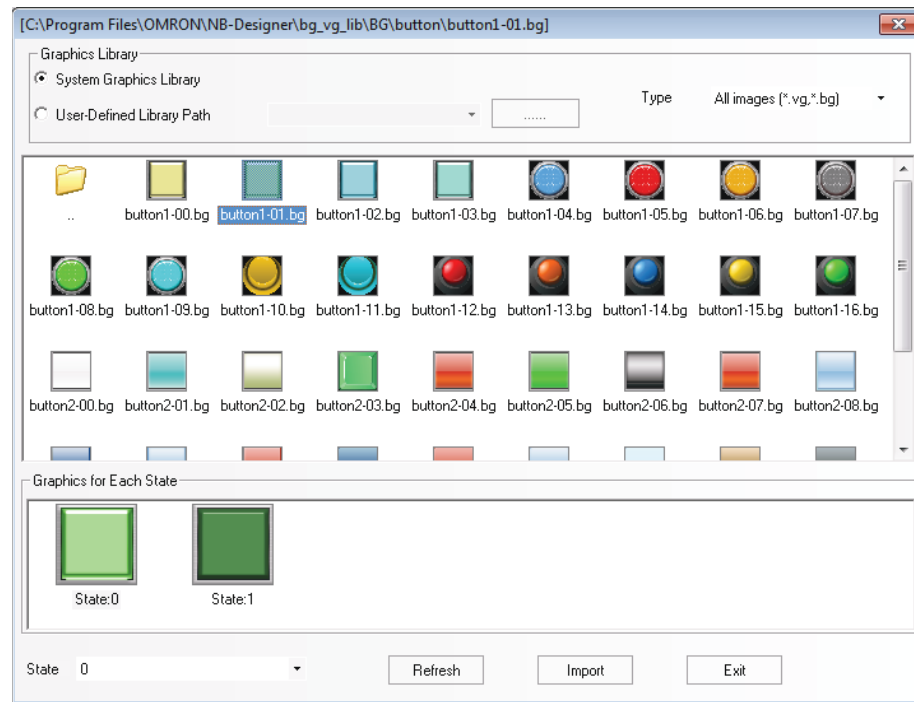 [C:\Program Files\OMRON\NB-Designer\bg_vg_lib\BG\button\button1-01.bg]
Graphics Library
System Graphics Library
User-Defined Library Path
......
Type
All images (*.vg,*.bg)
..
button1-00.bg
button1-01.bg
button1-02.bg
button1-03.bg
button1-04.bg
button1-05.bg
button1-06.bg
button1-07.bg
button1-08.bg
button1-09.bg
button1-10.bg
button1-11.bg
button1-12.bg
button1-13.bg
button1-14.bg
button1-15.bg
button1-16.bg
button2-00.bg
button2-01.bg
button2-02.bg
button2-03.bg
button2-04.bg
button2-05.bg
button2-06.bg
button2-07.bg
button2-08.bg
Graphics for Each State
State:0
State:1
State
0
Refresh
Import
Exit